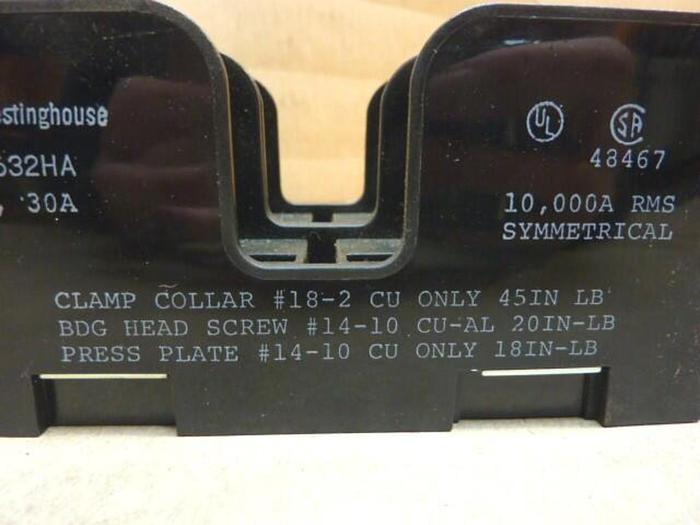 estinghouse
632HA
, 30A
UL
SA
48467
10,000A RMS
SYMMETRICAL
CLAMP COLLAR #18-2 CU ONLY 45IN LB
BDG HEAD SCREW #14-10 CU-AL 20IN-LB
PRESS PLATE #14-10 CU ONLY 18IN-LB